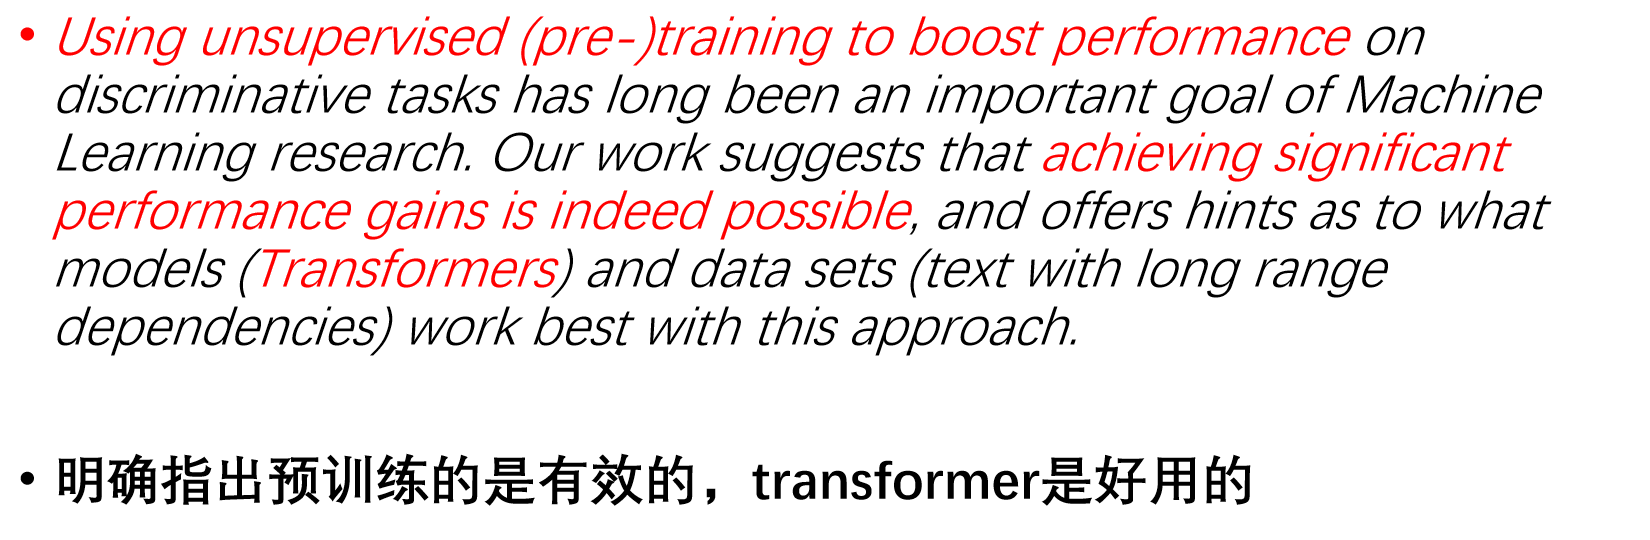 • Using unsupervised (pre-)training to boost performance on
discriminative tasks has long been an important goal of Machine
Learning research. Our work suggests that achieving significant
performance gains is indeed possible, and offers hints as to what
models (Transformers) and data sets (text with long range
dependencies) work best with this approach.
• 明确指出预训练的是有效的，transformer是好用的